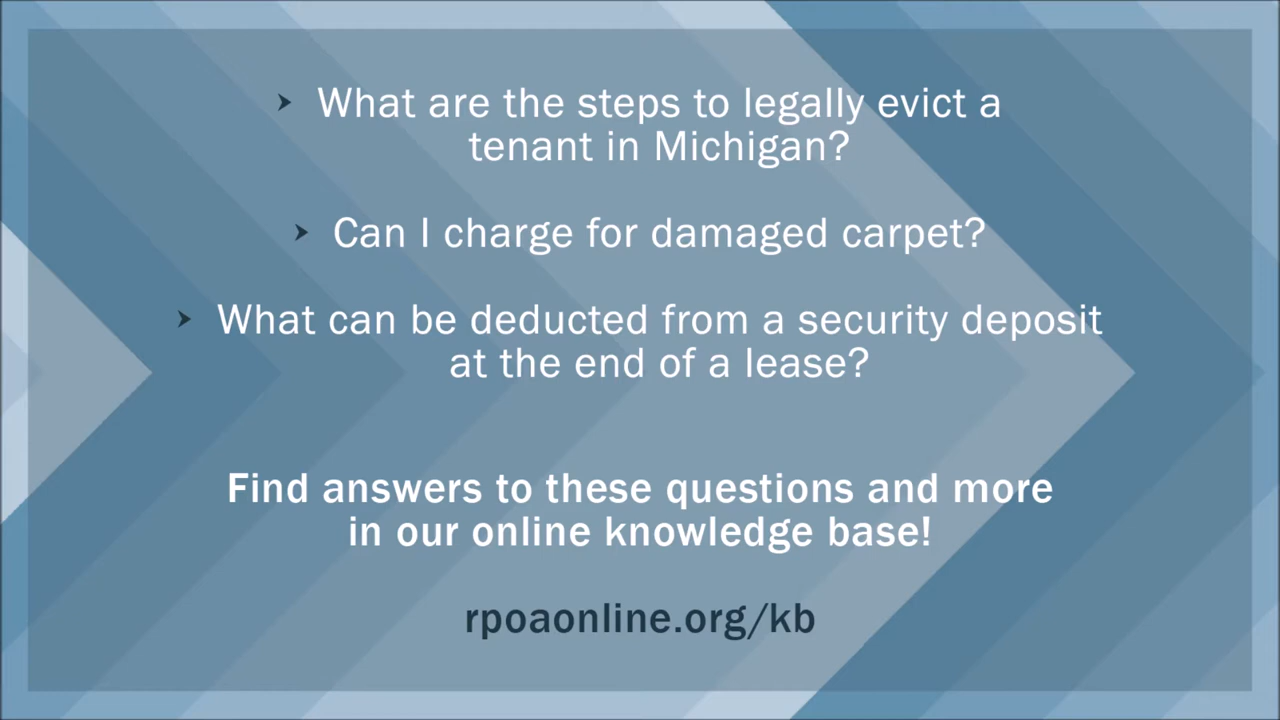 ➤ What are the steps to legally evict a
tenant in Michigan?
➤ Can I charge for damaged carpet?
➤ What can be deducted from a security deposit
at the end of a lease?
Find answers to these questions and more
in our online knowledge base!
rpoaonline.org/kb